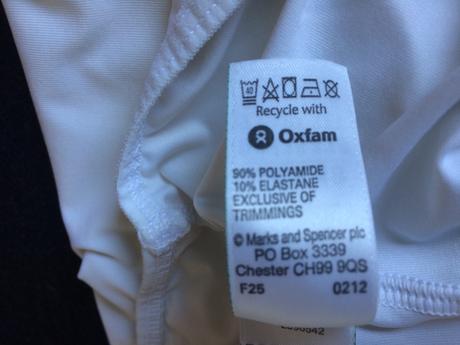 40
Recycle with
Oxfam
90% POLYAMIDE
10% ELASTANE
EXCLUSIVE OF
TRIMMINGS
© Marks and Spencer plc
PO Box 3339
Chester CH99 9QS
F25 0212